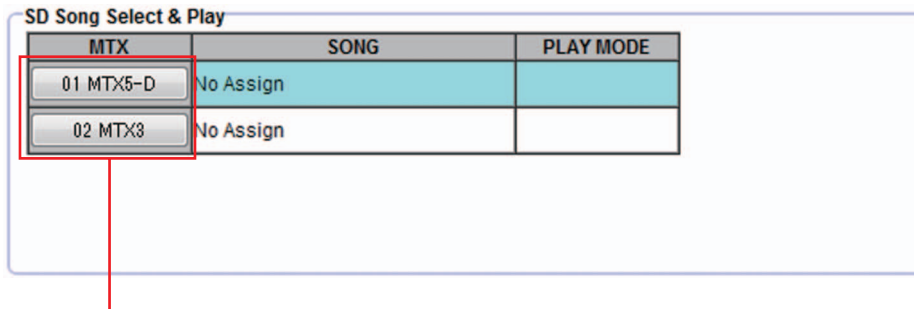 SD Song Select & Play
MTX SONG PLAY MODE
01 MTX5-D No Assign
02 MTX3 No Assign